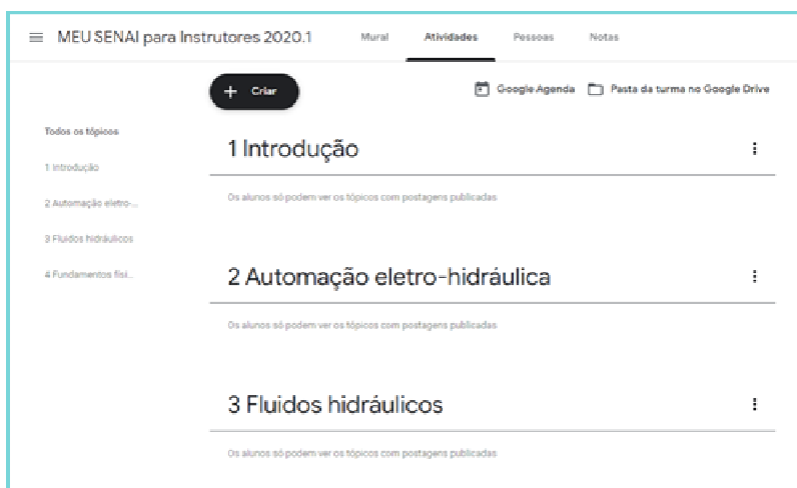 MEU SENAI para Instrutores 2020.1 Mural Atividades Pessoas Notas
+ Criar Google Agenda Pasta da turma no Google Drive
Todos os tópicos
1 Introdução
2 Automação eletro-...
3 Fluidos hidráulicos
4 Fundamentos físi...
1 Introdução
Os alunos só podem ver os tópicos com postagens publicadas
2 Automação eletro-hidráulica
Os alunos só podem ver os tópicos com postagens publicadas
3 Fluidos hidráulicos
Os alunos só podem ver os tópicos com postagens publicadas